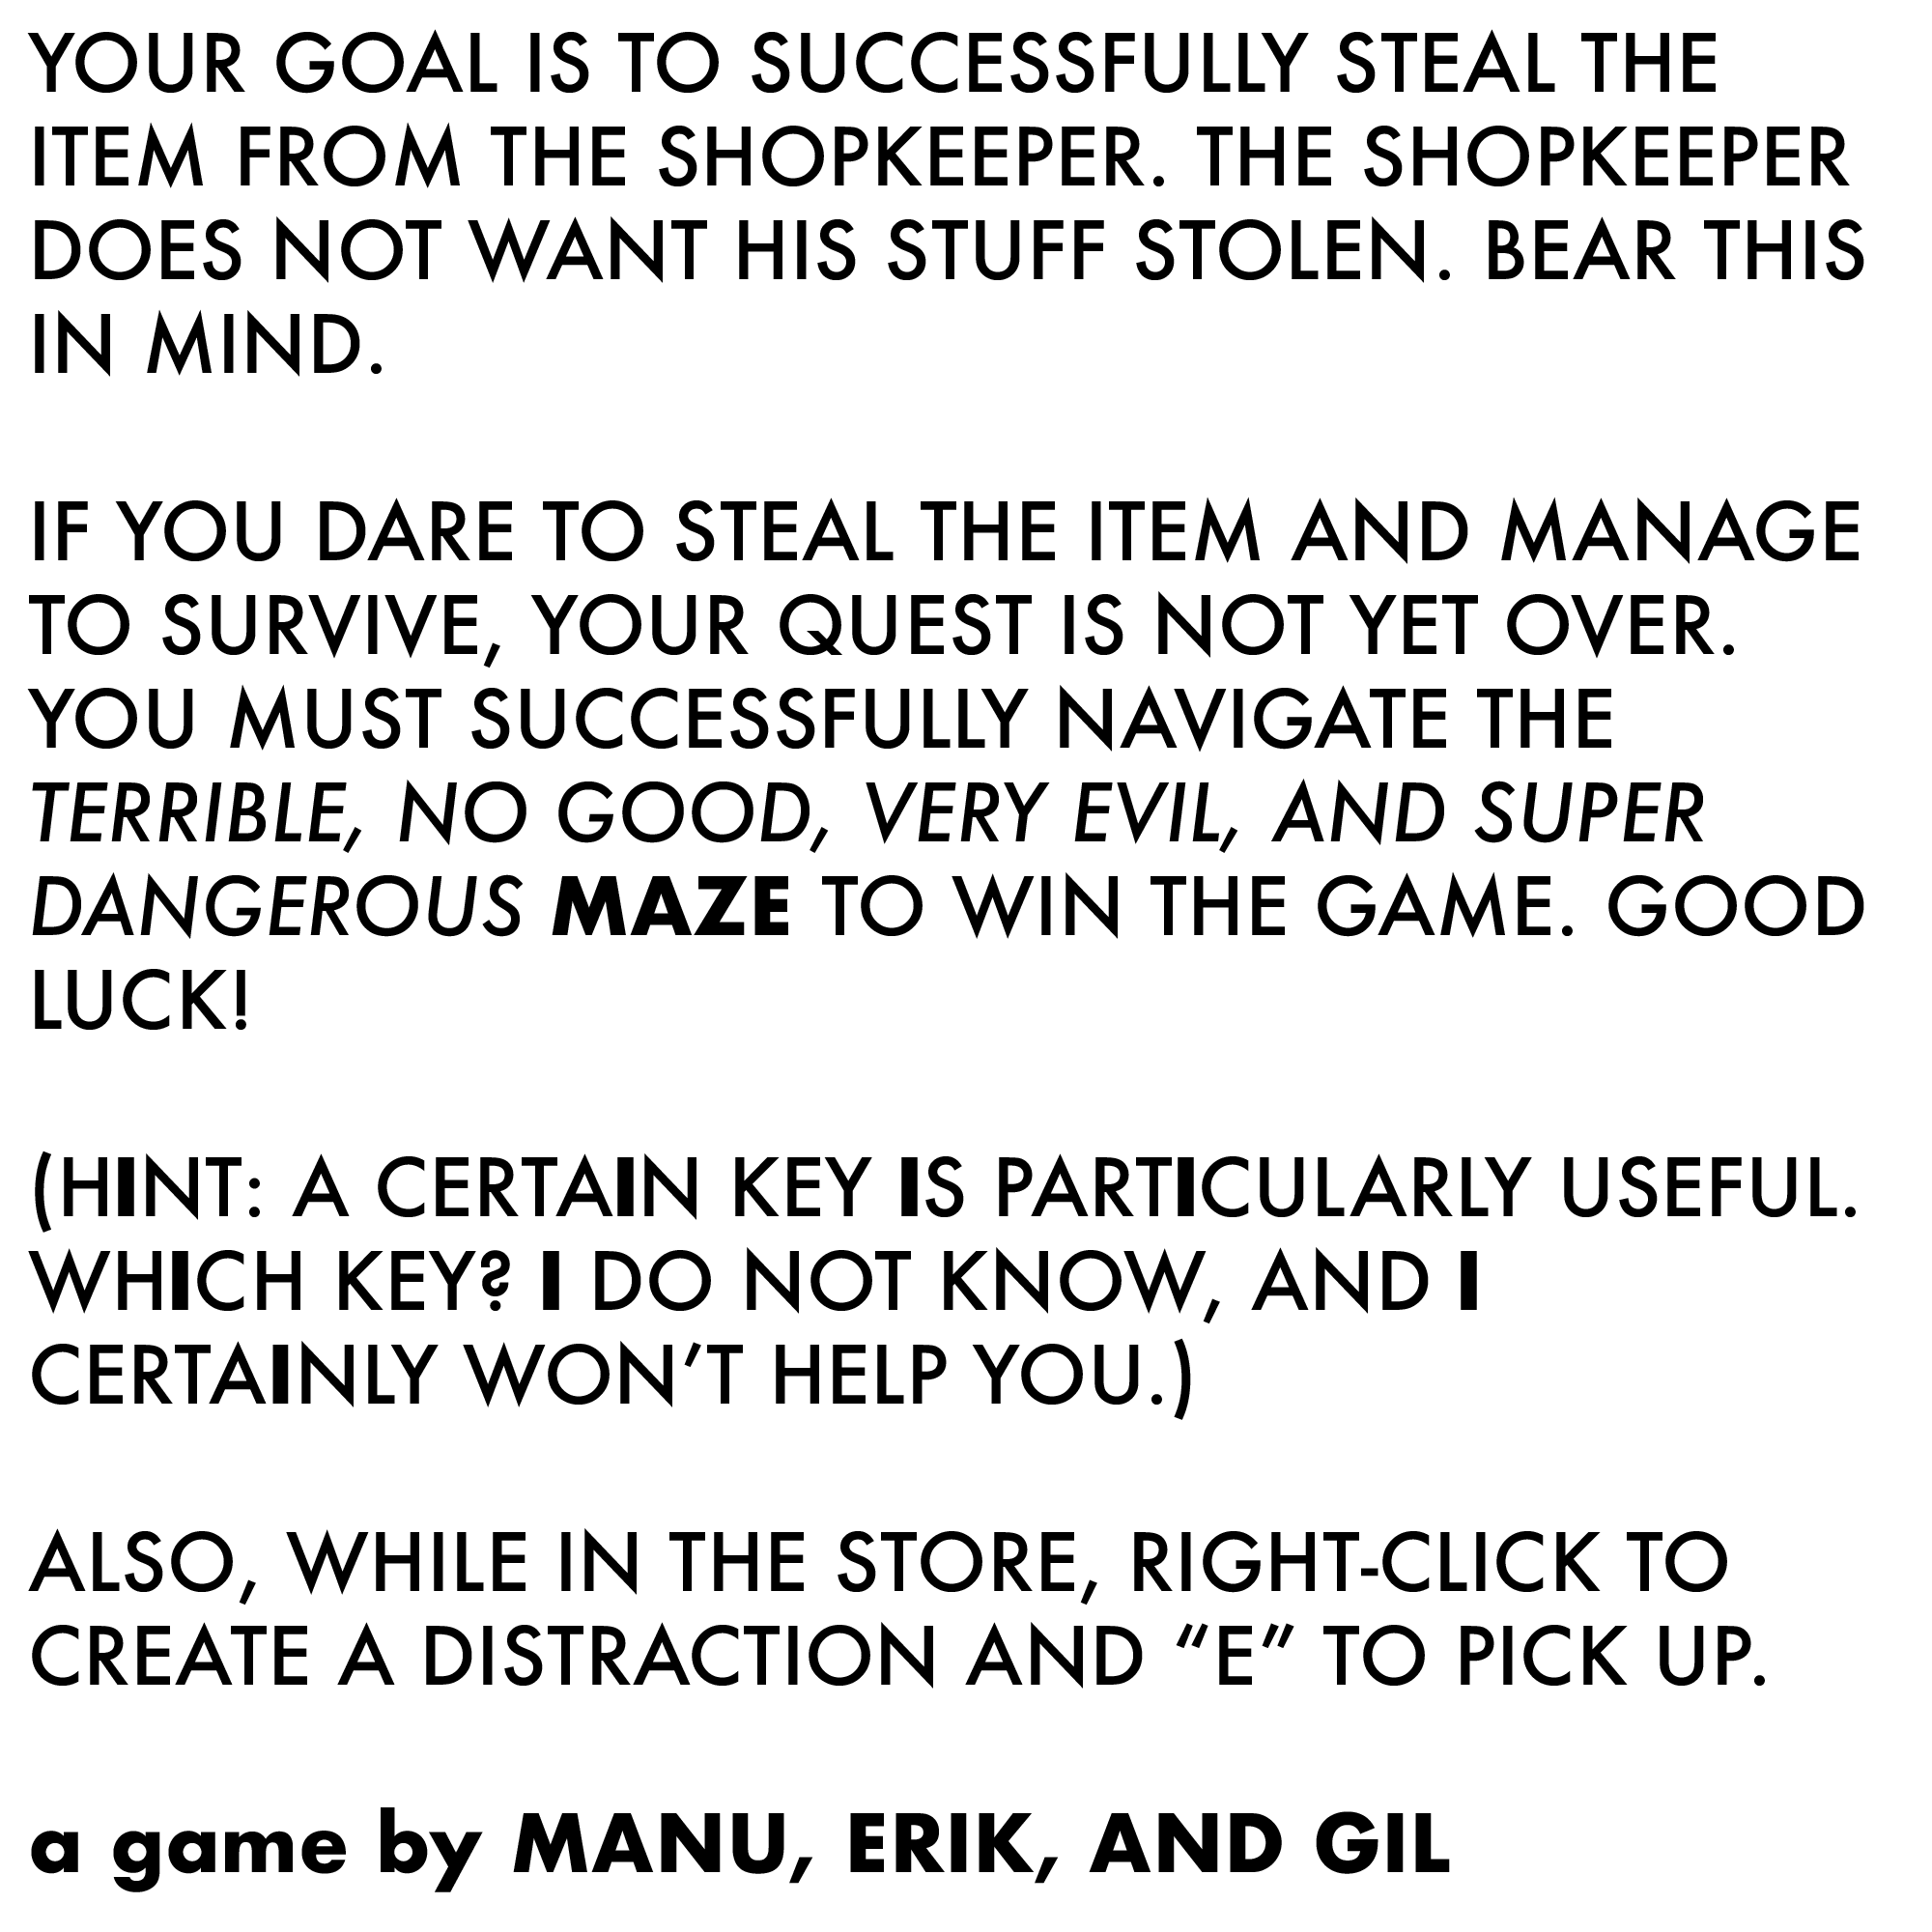 YOUR GOAL IS TO SUCCESSFULLY STEAL THE
ITEM FROM THE SHOPKEEPER. THE SHOPKEEPER
DOES NOT WANT HIS STUFF STOLEN. BEAR THIS
IN MIND.
IF YOU DARE TO STEAL THE ITEM AND MANAGE
TO SURVIVE, YOUR QUEST IS NOT YET OVER.
YOU MUST SUCCESSFULLY NAVIGATE THE
TERRIBLE, NO GOOD, VERY EVIL, AND SUPER
DANGEROUS MAZE TO WIN THE GAME. GOOD
LUCK!
(HINT: A CERTAIN KEY IS PARTICULARLY USEFUL.
WHICH KEY? I DO NOT KNOW, AND I
CERTAINLY WON’T HELP YOU.)
ALSO, WHILE IN THE STORE, RIGHT-CLICK TO
CREATE A DISTRACTION AND “E” TO PICK UP.
a game by MANU, ERIK, AND GIL